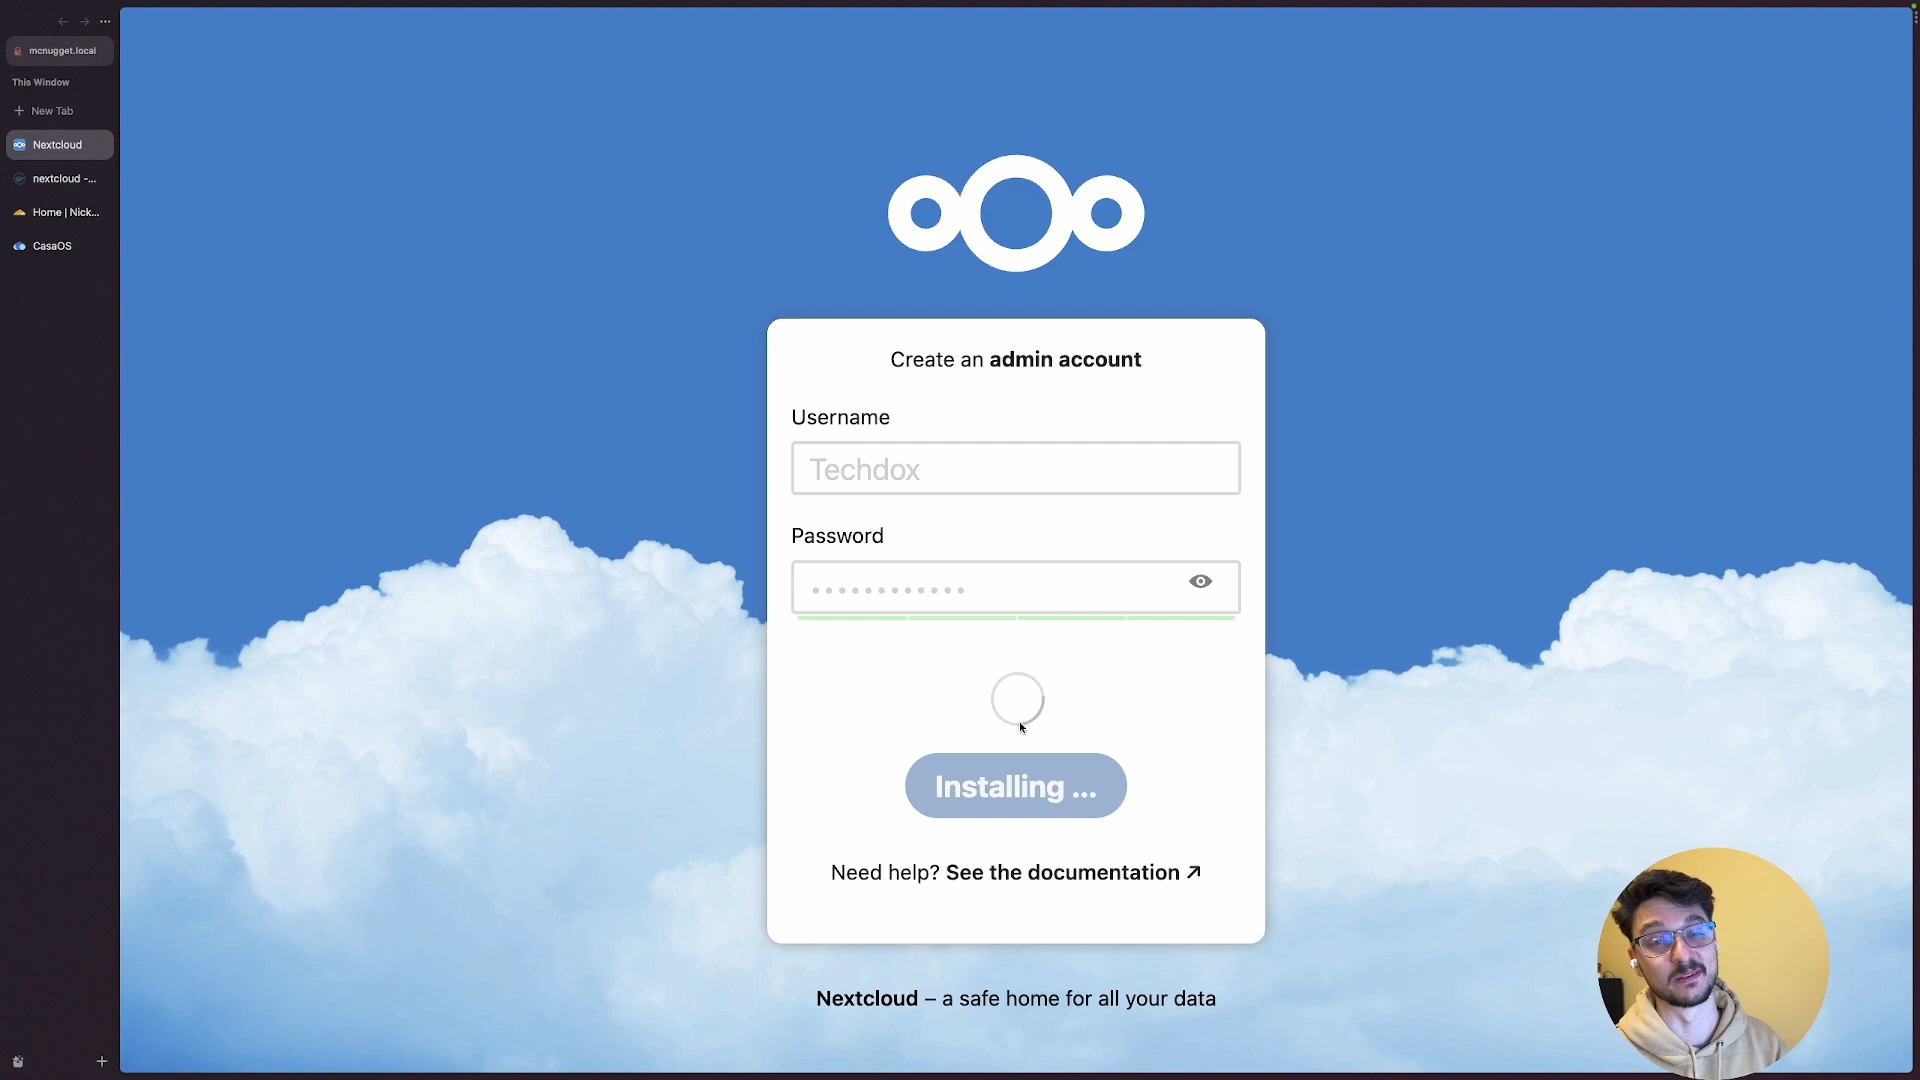 mcnugget.local
This Window
New Tab
Nextcloud
nextcloud -...
Home | Nick...
CasaOS
Create an admin account
Username
Techdox
Password
Installing ...
Need help? See the documentation ↗
Nextcloud – a safe home for all your data